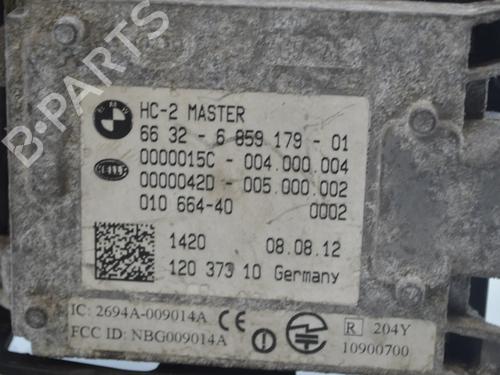 B-PARTS
HC-2 MASTER
66 32 - 6 859 179 - 01
0000015C - 004.000.004
HELLA
0000042D - 005.000.002
010 664-40 0002
1420 08.08.12
120 373 10 Germany
IC: 2694A-009014A
FCC ID: NBG009014A
CE
R 204Y
10900700